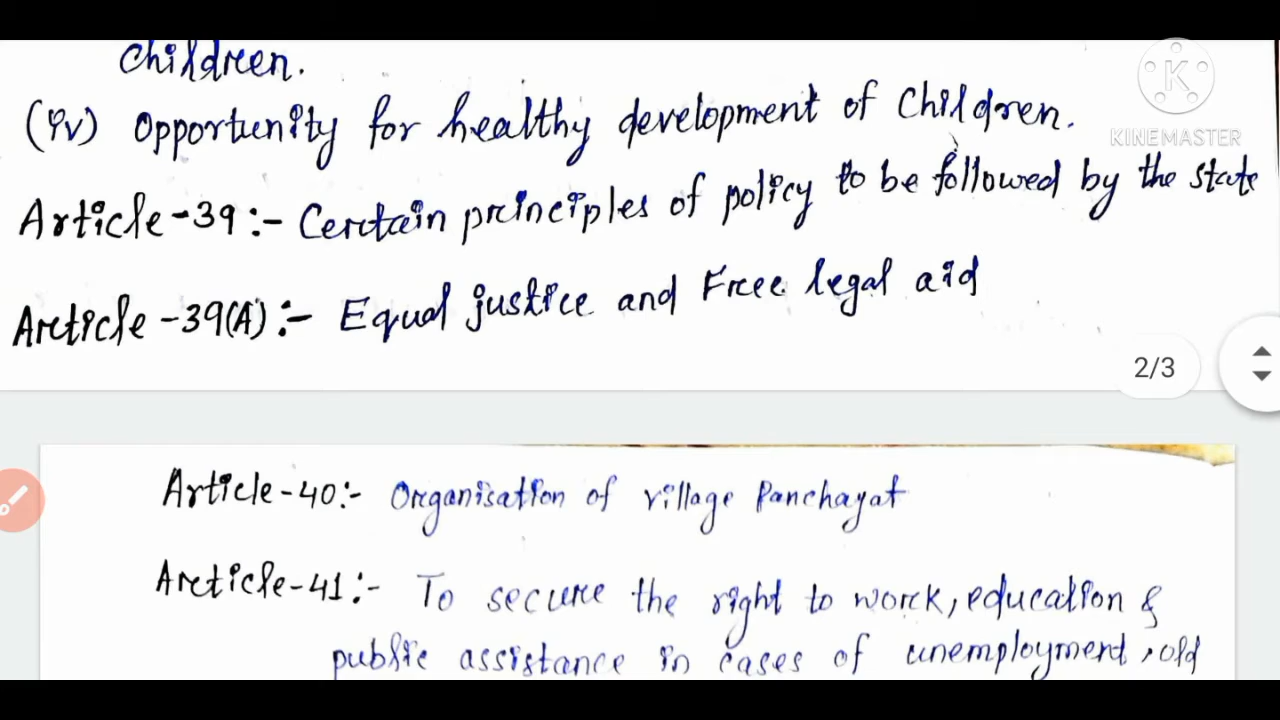 children.
(iv) Opportunity for healthy development of children.
KINEMASTER
Article-39:- Certain principles of policy to be followed by the state
Article-39(A):- Equal justice and Free legal aid
2/3
Article-40:- Organisation of village Panchayat
Article-41:- To secure the right to work, education &
public assistance in cases of unemployment, old